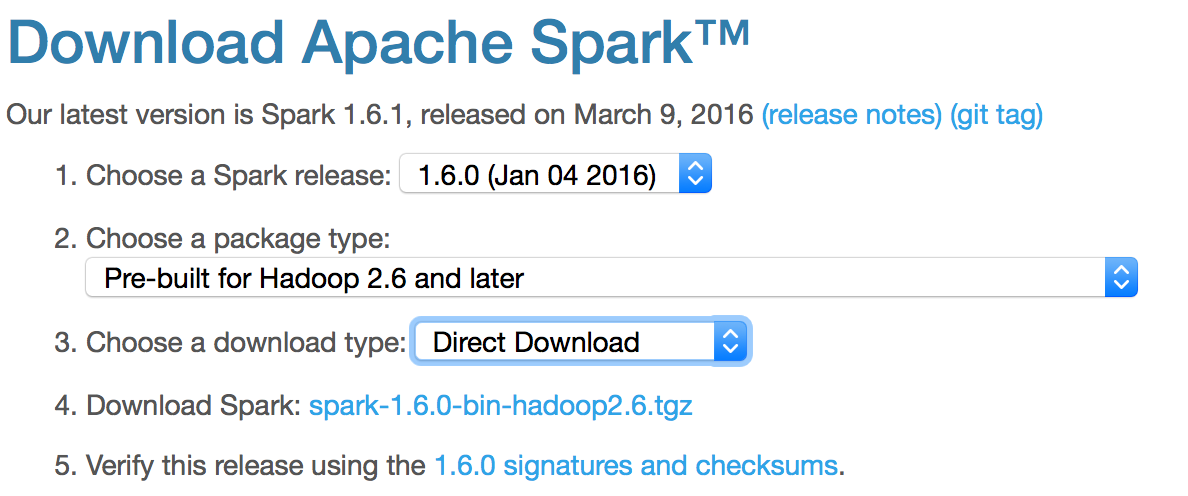 Download Apache Spark™
Our latest version is Spark 1.6.1, released on March 9, 2016 (release notes) (git tag)
1. Choose a Spark release: 1.6.0 (Jan 04 2016)
2. Choose a package type:
Pre-built for Hadoop 2.6 and later
3. Choose a download type: Direct Download
4. Download Spark: spark-1.6.0-bin-hadoop2.6.tgz
5. Verify this release using the 1.6.0 signatures and checksums.